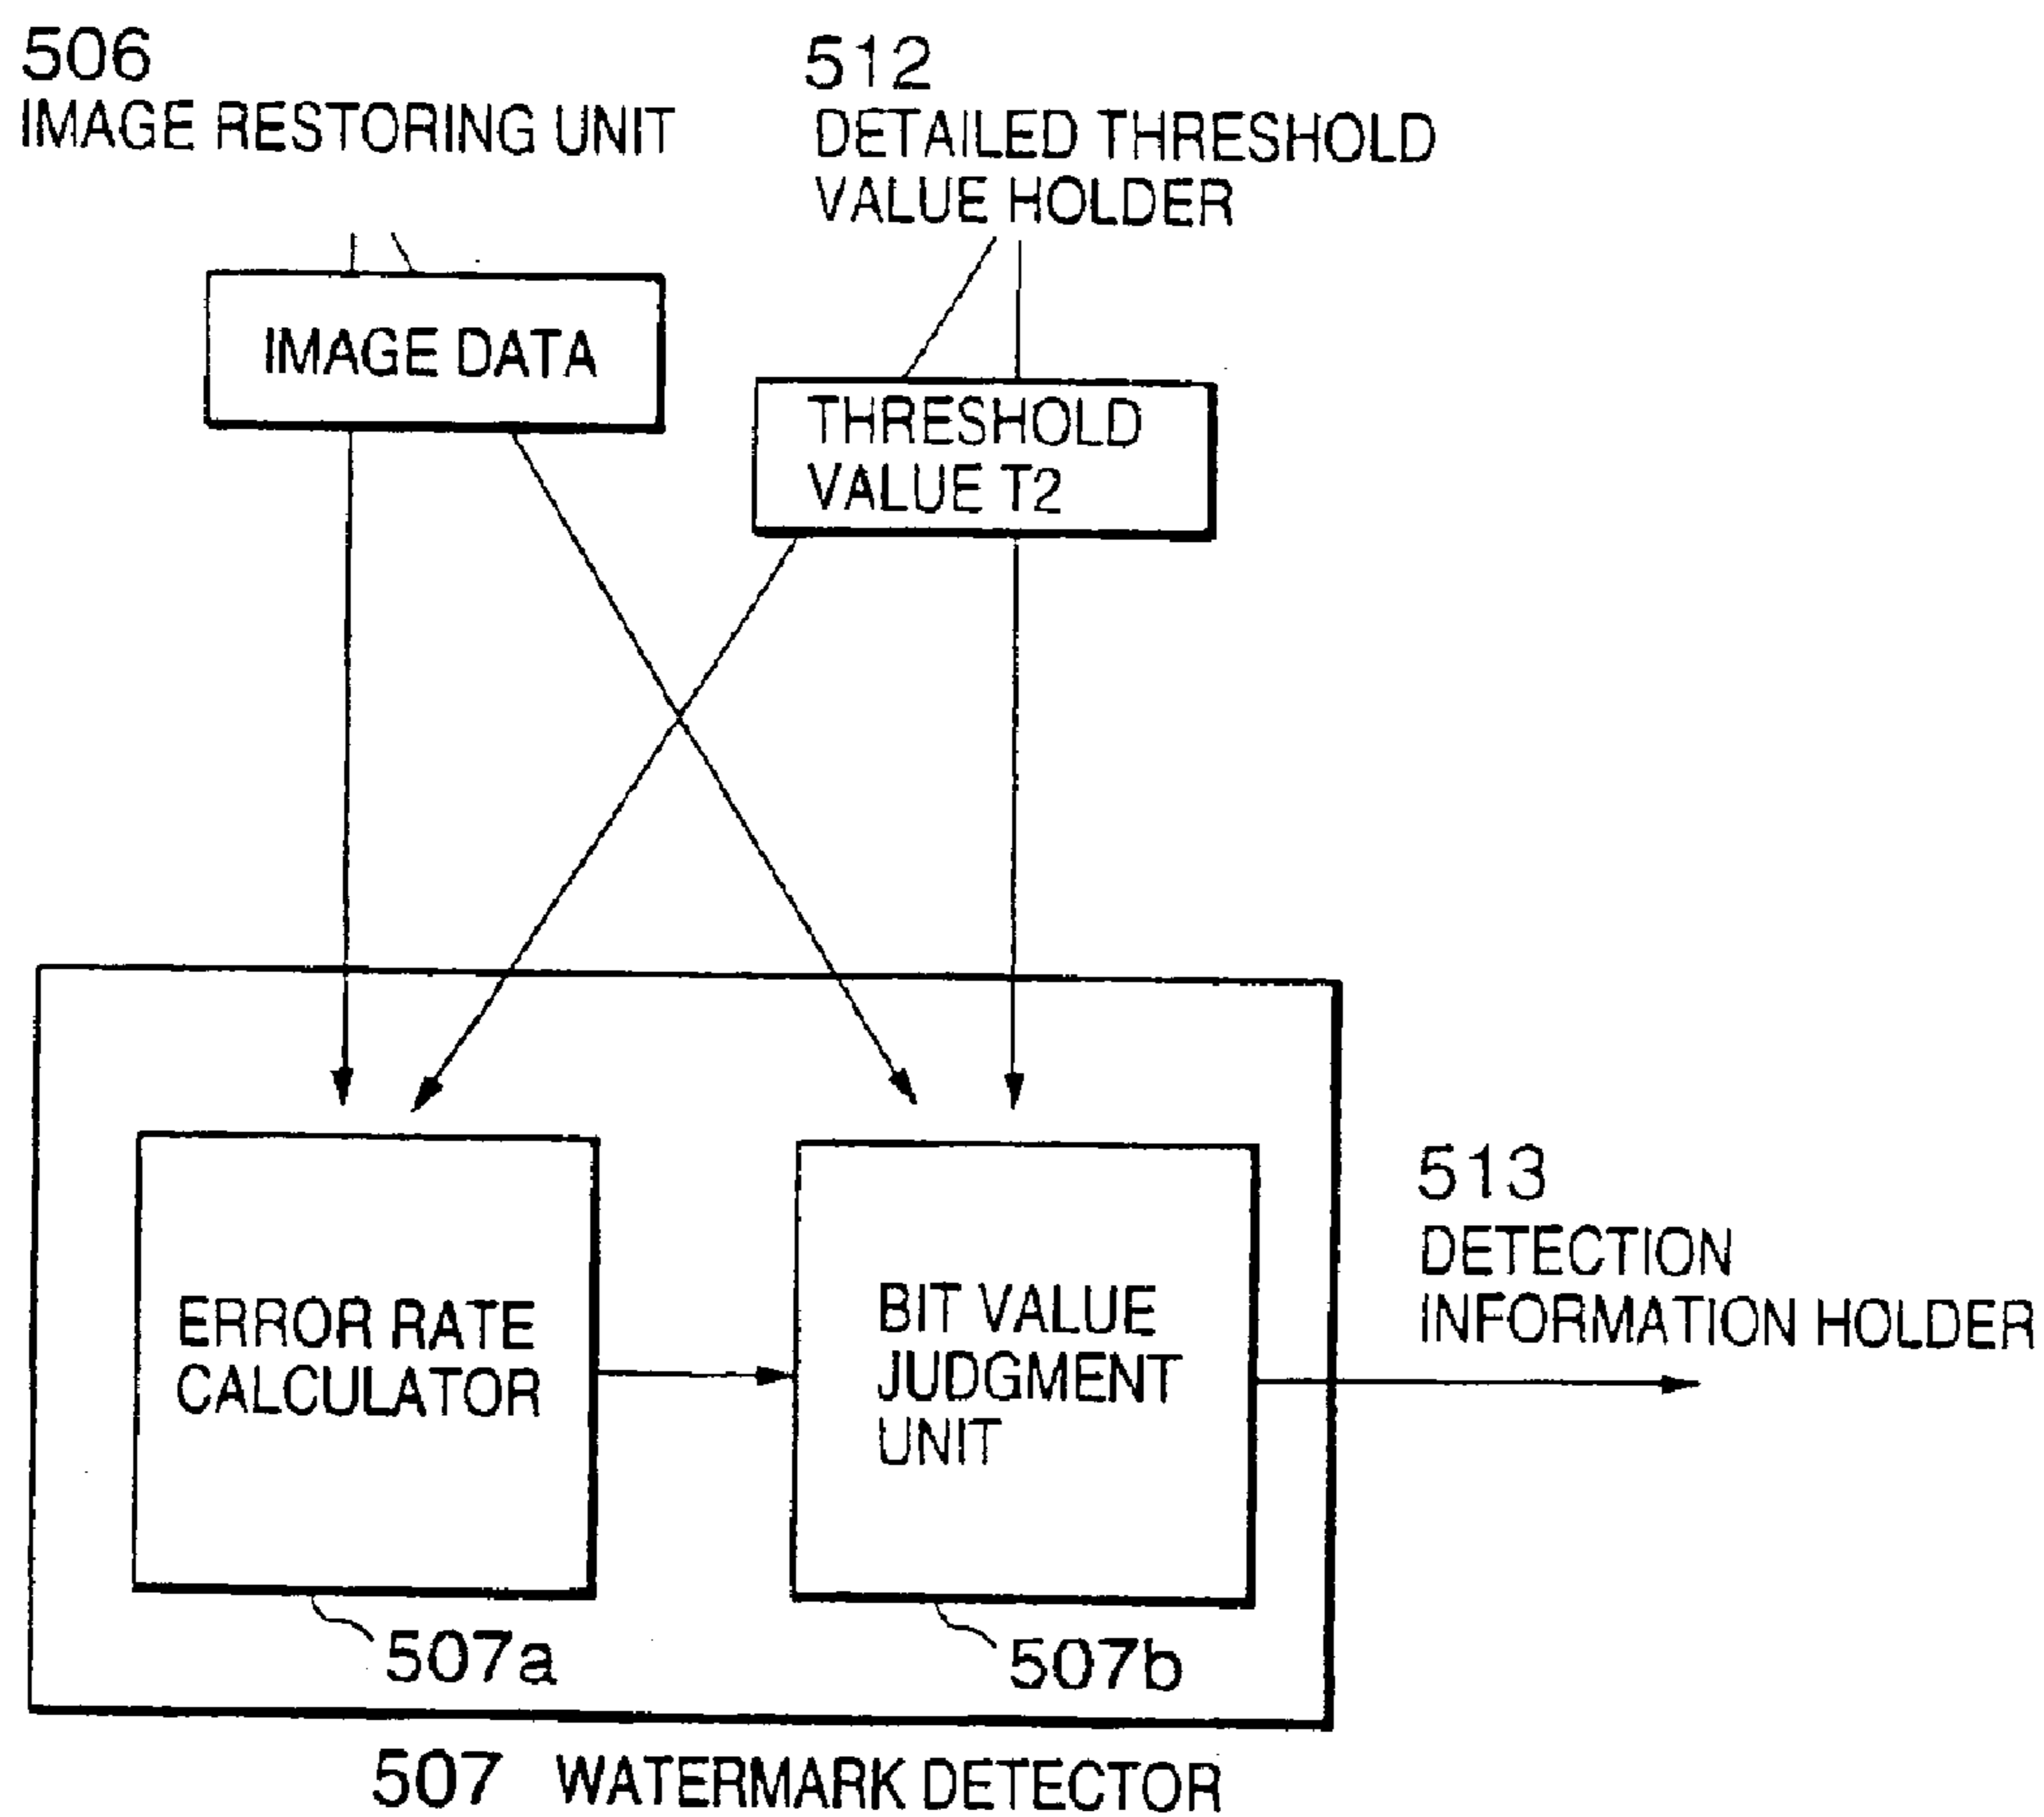 506
IMAGE RESTORING UNIT
512
DETAILED THRESHOLD
VALUE HOLDER
IMAGE DATA
THRESHOLD
VALUE T2
ERROR RATE
CALCULATOR
BIT VALUE
JUDGMENT
UNIT
513
DETECTION
INFORMATION HOLDER
507a
507b
507 WATERMARK DETECTOR